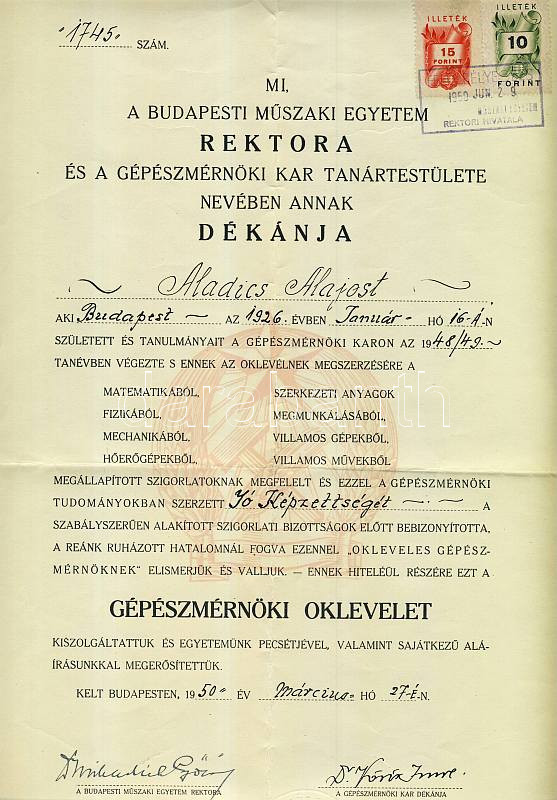 1745. SZÁM.
ILLETÉK
15
FORINT
ILLETÉK
10
FORINT
1950 JUN. 2
REKTORI HIVATALA
MI,
A BUDAPESTI MŰSZAKI EGYETEM
REKTORA
ÉS A GÉPÉSZMÉRNÖKI KAR TANÁRTESTÜLETE
NEVÉBEN ANNAK
DÉKÁNJA
Aladics Alajost
AKI Budapest AZ 1926. ÉVBEN Január HÓ 16-Á-N
SZÜLETETT ÉS TANULMÁNYAIT A GÉPÉSZMÉRNÖKI KARON AZ 1948/49.
TANÉVBEN VÉGEZTE S ENNEK AZ OKLEVÉLNEK MEGSZERZÉSÉRE A
MATEMATIKÁBÓL, SZERKEZETI ANYAGOK
FIZIKÁBÓL, MEGMUNKÁLÁSÁBÓL,
MECHANIKÁBÓL, VILLAMOS GÉPEKBŐL,
HŐERŐGÉPEKBŐL, VILLAMOS MŰVEKBŐL
MEGÁLLAPÍTOTT SZIGORLATOKNAK MEGFELELT ÉS EZZEL A GÉPÉSZMÉRNÖKI
TUDOMÁNYOKBAN SZERZETT Jó Képzettségét A
SZABÁLYSZERŰEN ALAKÍTOTT SZIGORLATI BIZOTTSÁGOK ELŐTT BEBIZONYÍTOTTA,
A REÁNK RUHÁZOTT HATALOMNÁL FOGVA EZENNEL „OKLEVELES GÉPÉSZ-
MÉRNÖKNEK" ELISMERJÜK ÉS VALLJUK. — ENNEK HITELÉÜL RÉSZÉRE EZT A
GÉPÉSZMÉRNÖKI OKLEVELET
KISZOLGÁLTATTUK ÉS EGYETEMÜNK PECSÉTJÉVEL, VALAMINT SAJÁTKEZŰ ALÁ-
ÍRÁSUNKKAL MEGERŐSÍTETTÜK.
KELT BUDAPESTEN, 1950. ÉV Március HÓ 27-É-N.
Dr. Imre
A BUDAPESTI MŰSZAKI EGYETEM REKTORA
A GÉPÉSZMÉRNÖKI KAR DÉKÁNJA
darabanth